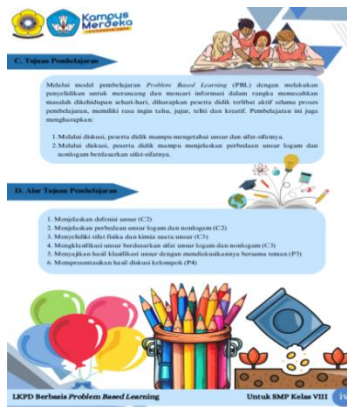 Kampus
Merdeka
INDONESIA JAYA
C. Tujuan Pembelajaran
Melalui model pembelajaran Problem Based Learning (PBL) dengan melakukan
penyelidikan untuk merancang dan mencari informasi dalam rangka memecahkan
masalah dikehidupan sehari-hari, diharapkan peserta didik terlibat aktif selama proses
pembelajaran, memiliki rasa ingin tahu, jujur, teliti dan kreatif. Pembelajatan ini juga
mengharapkan:
1. Melalui diskusi, peserta didik mampu mengetahui unsur dan sifat-sifatnya.
2. Melalui diskusi, peserta didik mampu menjelaskan perbedaan unsur logam dan
nonlogam berdasarkan sifat-sifatnya.
D. Alur Tujuan Pembelajaran
1. Menjelaskan definisi unsur (C2)
2. Menjelaskan perbedaan unsur logam dan nonlogam (C2)
3. Menyelidiki sifat fisika dan kimia suatu unsur (C3)
4. Mengklasifikasi unsur berdasarkan sifat unsur logam dan nonlogam (C3)
5. Menyajikan hasil klasifikasi unsur dengan mendiskusikannya bersama teman (P3)
6. Mempresentasikan hasil diskusi kelompok (P4)
LKPD Berbasis Problem Based Learning
Untuk SMP Kelas VIII
iv